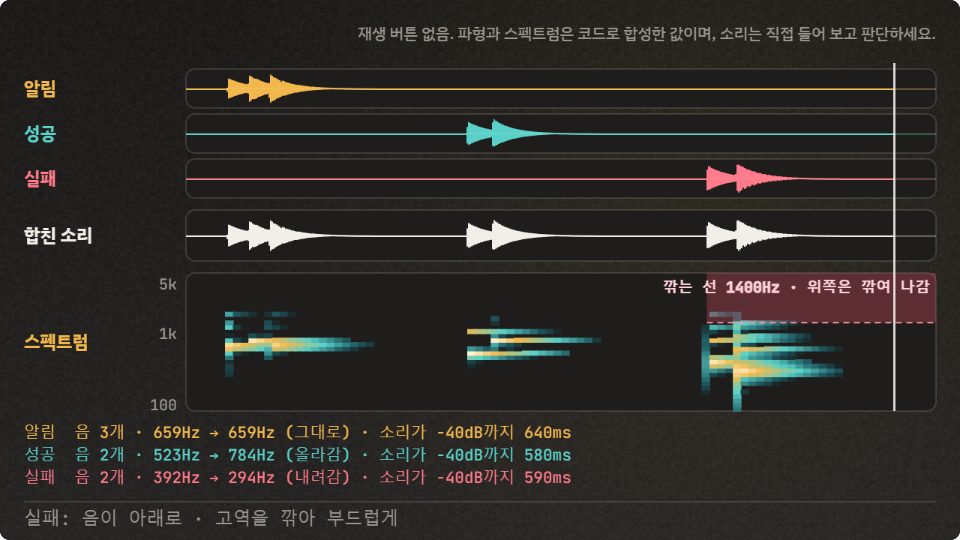 재생 버튼 없음. 파형과 스펙트럼은 코드로 합성한 값이며, 소리는 직접 들어 보고 판단하세요.
알림
성공
실패
합친 소리
깎는 선 1400Hz · 위쪽은 깎여 나감
5k
1k
스펙트럼
100
알림 음 3개 · 659Hz → 659Hz (그대로) · 소리가 -40dB까지 640ms
성공 음 2개 · 523Hz → 784Hz (올라감) · 소리가 -40dB까지 580ms
실패 음 2개 · 392Hz → 294Hz (내려감) · 소리가 -40dB까지 590ms
실패: 음이 아래로 · 고역을 깎아 부드럽게